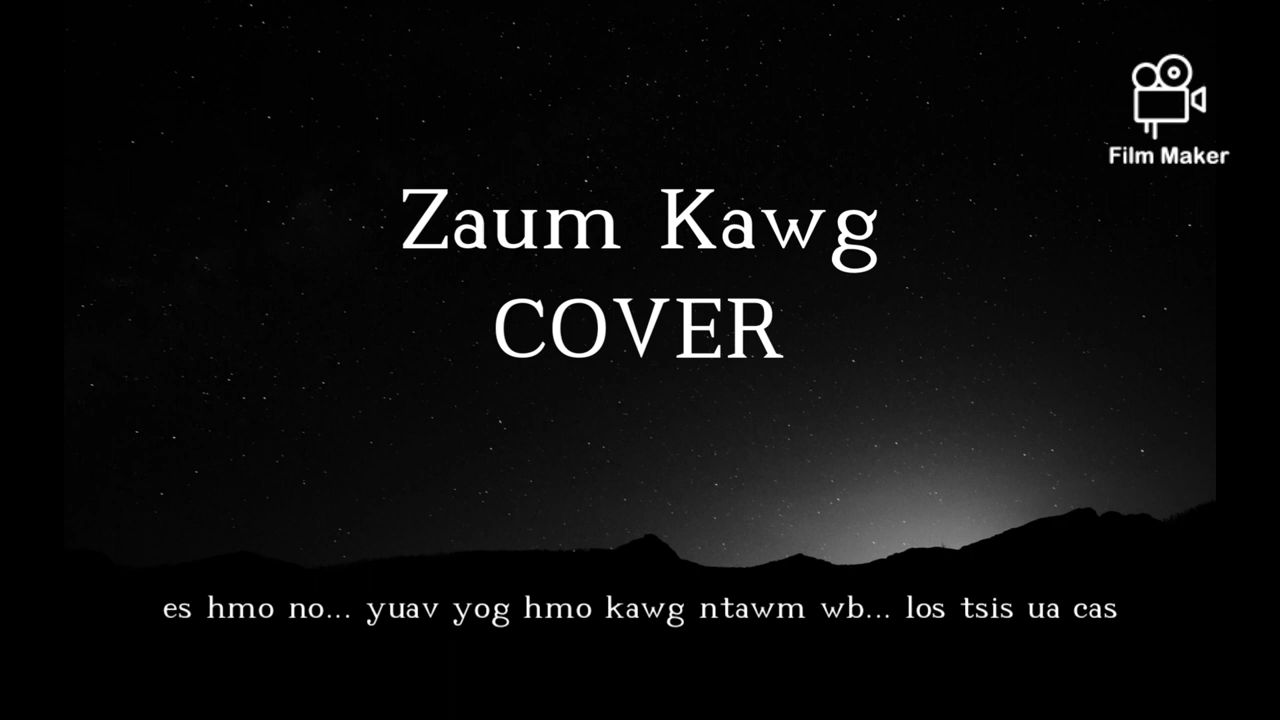 Film Maker
Zaum Kawg
COVER
es hmo no... yuav yog hmo kawg ntawm wb... los tsis ua cas